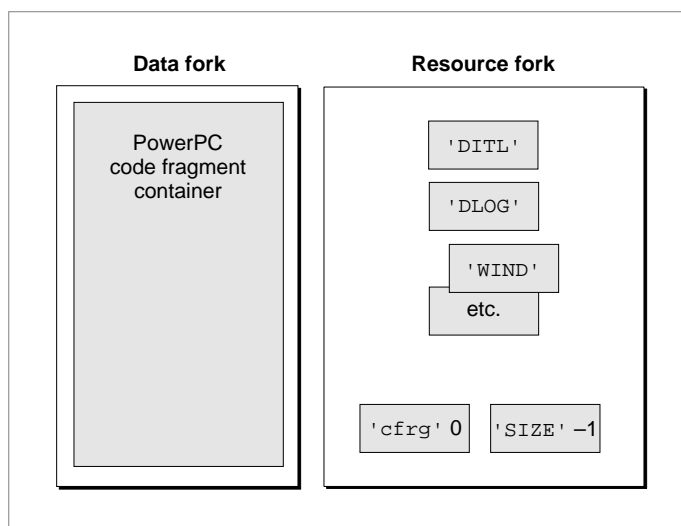 Data fork
PowerPC
code fragment
container
Resource fork
'DITL'
'DLOG'
'WIND'
etc.
'cfrg' 0
'SIZE' –1